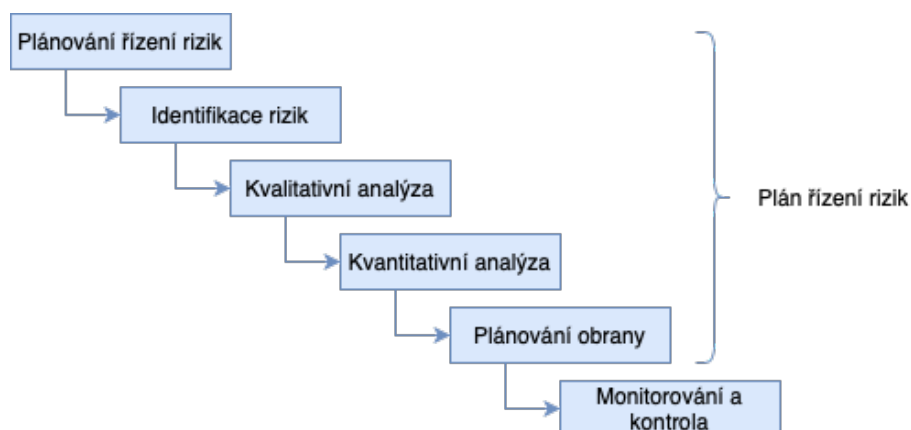 Plánování řízení rizik
Identifikace rizik
Kvalitativní analýza
Plán řízení rizik
Kvantitativní analýza
Plánování obrany
Monitorování a
kontrola